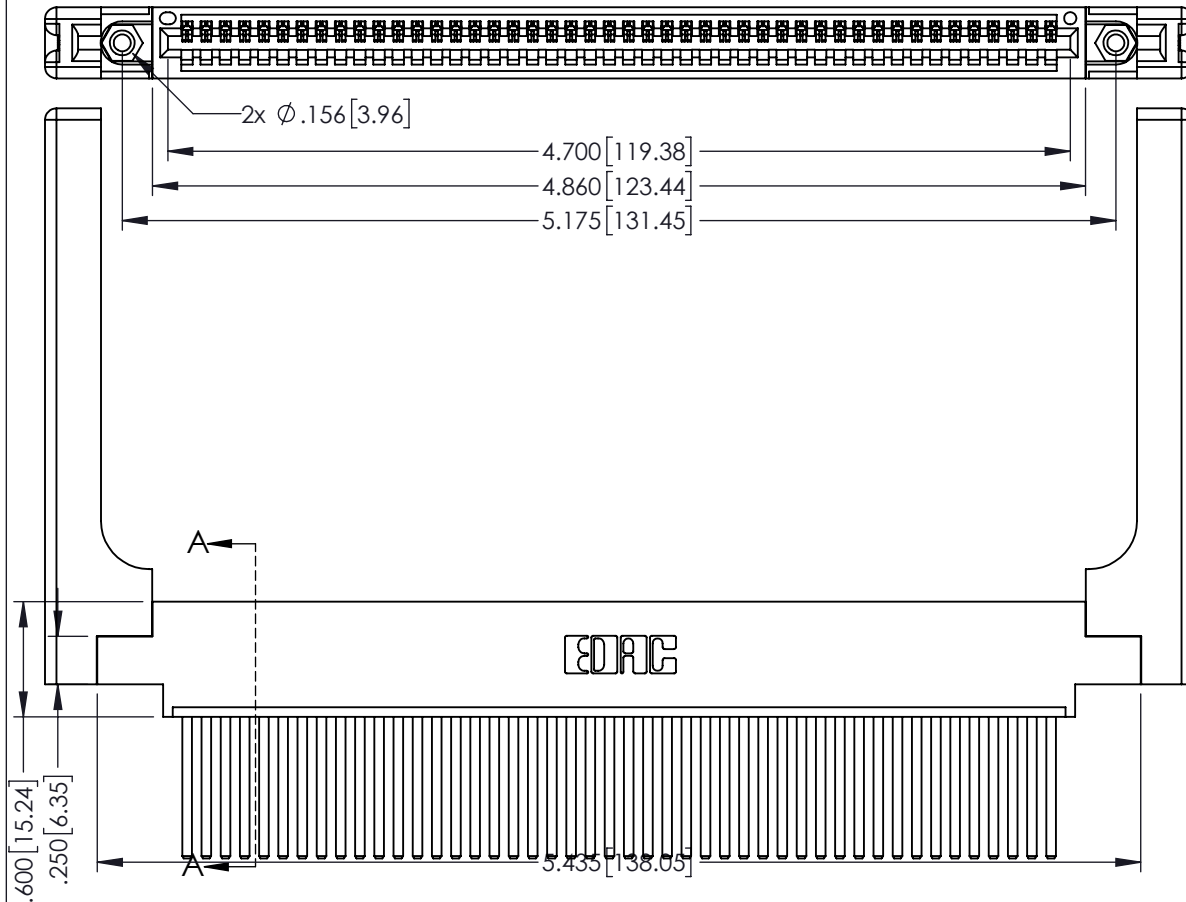 2x Ø.156[3.96]
4.700[119.38]
4.860[123.44]
5.175[131.45]
A
EDAC
.600[15.24]
.250[6.35]
A
5.435[138.05]